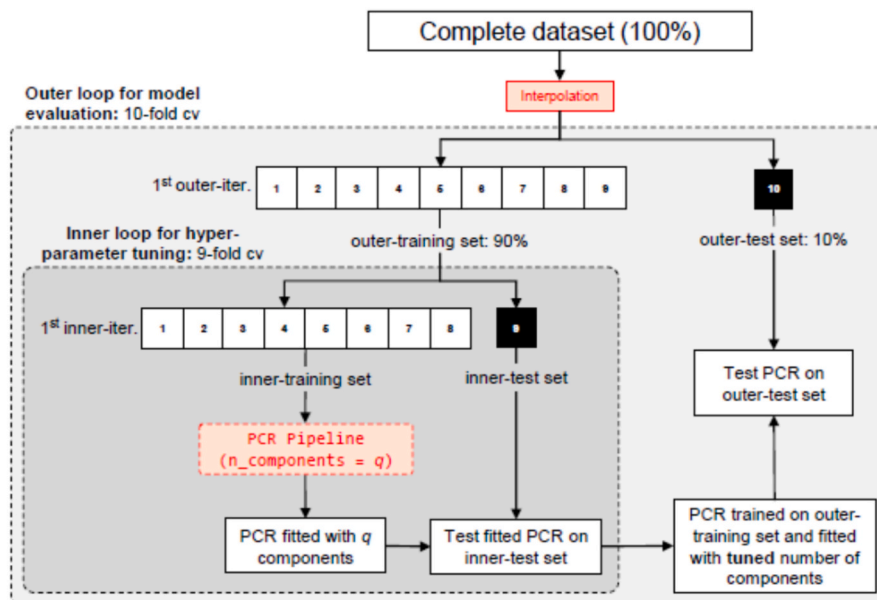 Complete dataset (100%)
Interpolation
Outer loop for model
evaluation: 10-fold cv
1st outer-iter.
1 2 3 4 5 6 7 8 9
10
outer-training set: 90%
outer-test set: 10%
Inner loop for hyper-
parameter tuning: 9-fold cv
1st inner-iter.
1 2 3 4 5 6 7 8
9
inner-training set
inner-test set
Test PCR on
outer-test set
PCR Pipeline
(n_components = q)
PCR fitted with q
components
Test fitted PCR on
inner-test set
PCR trained on outer-
training set and fitted
with tuned number of
components